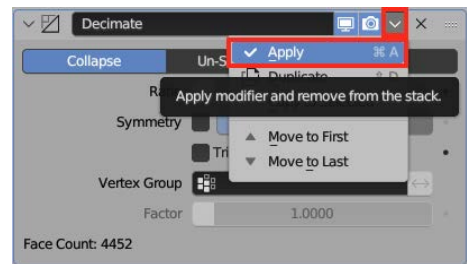 Decimate
Collapse
Un-S
Apply ⌘ A
Duplicate ⇧ D
Ra
Apply modifier and remove from the stack.
Symmetry
Move to First
Tri
Move to Last
Vertex Group
Factor 1.0000
Face Count: 4452